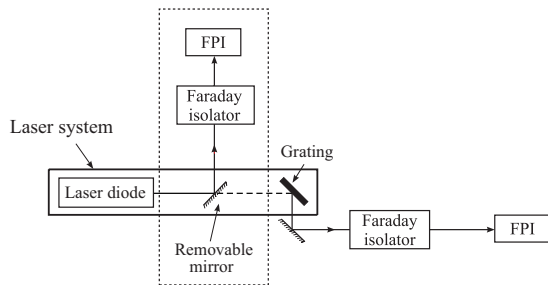 FPI
Faraday
isolator
Laser system
Grating
Laser diode
Removable
mirror
Faraday
isolator
FPI